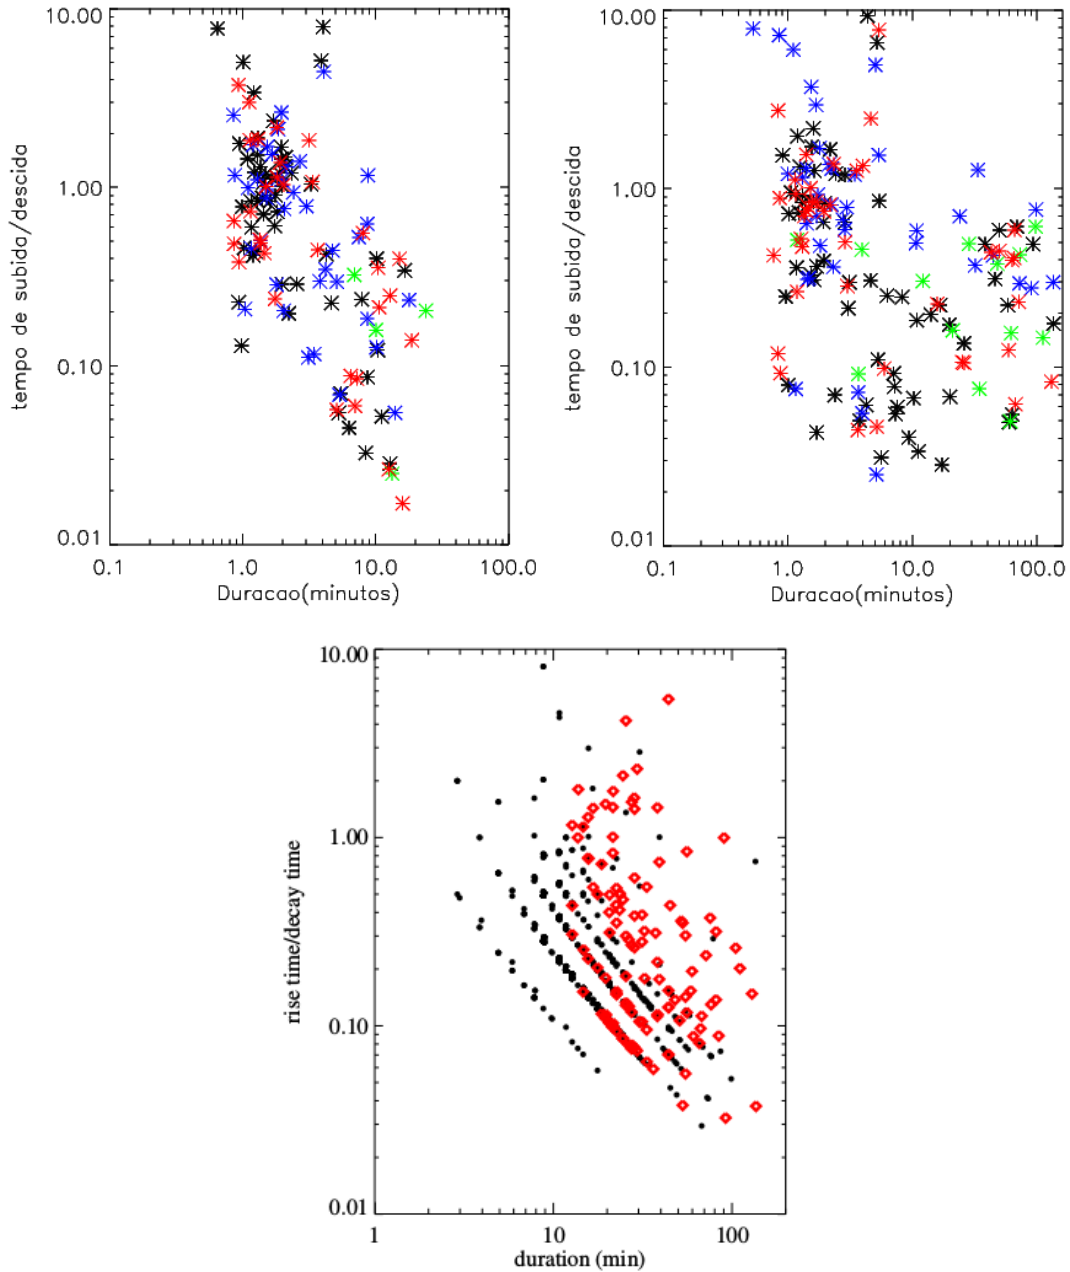 10.00
1.00
0.10
0.01
tempo de subida/descida
0.1 1.0 10.0 100.0
Duracao(minutos)
10.00
1.00
0.10
0.01
tempo de subida/descida
0.1 1.0 10.0 100.0
Duracao(minutos)
10.00
1.00
0.10
0.01
rise time/decay time
1 10 100
duration (min)